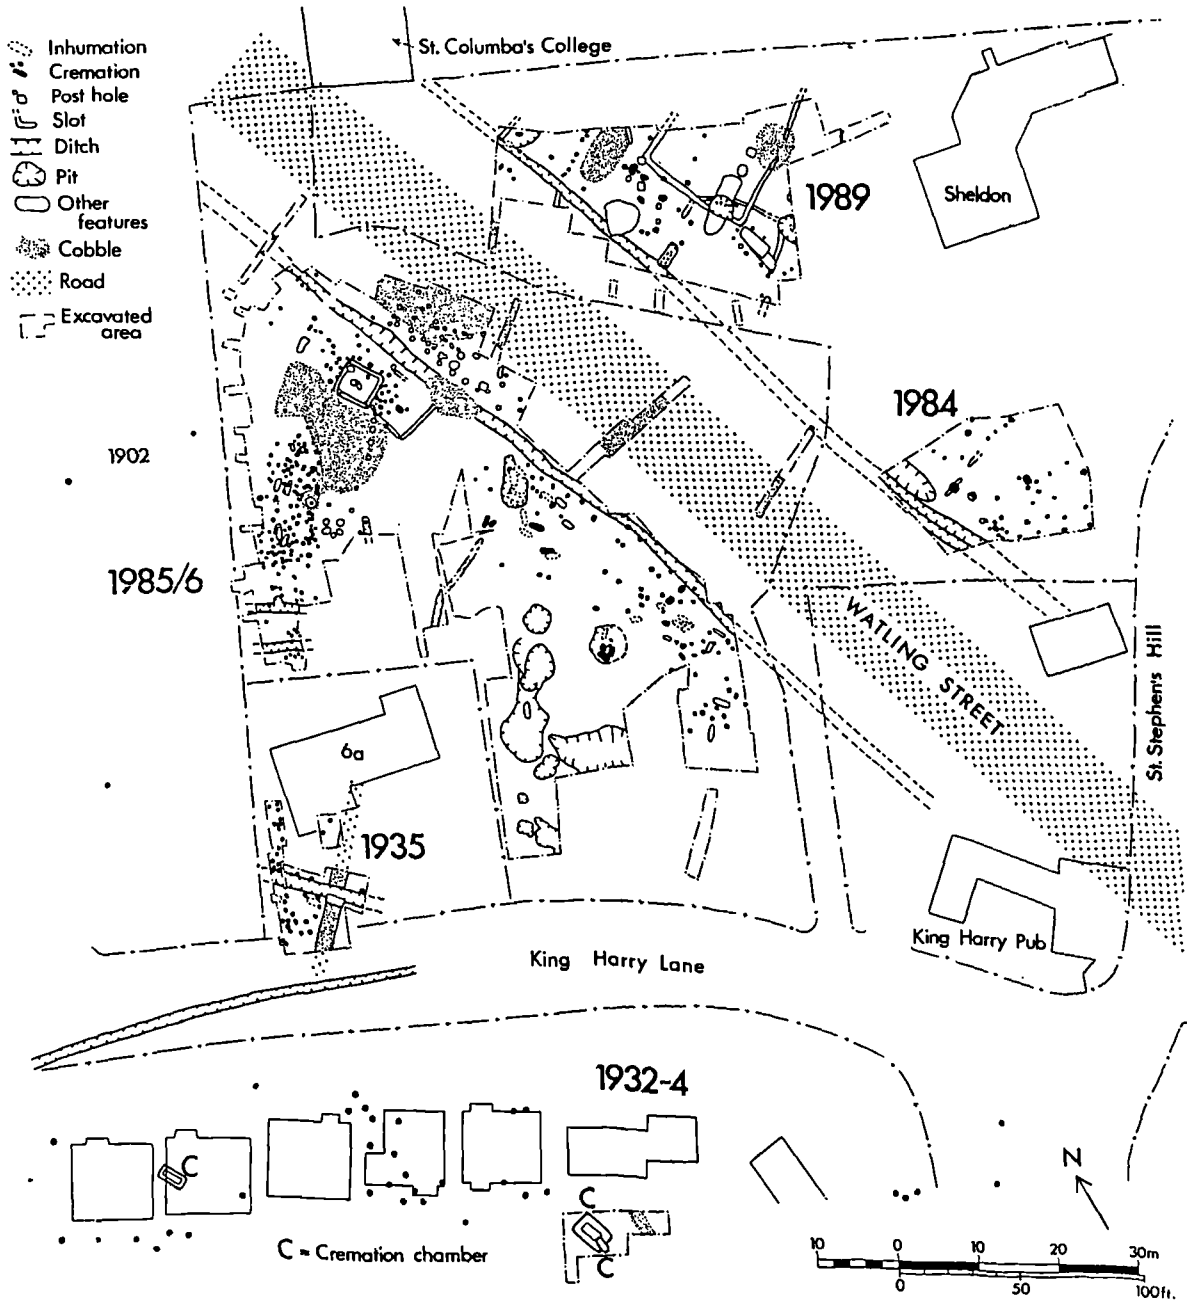 Inhumation
Cremation
Post hole
Slot
Ditch
Pit
Other
features
Cobble
Road
Excavated
area
St. Columba's College
1989
Sheldon
1984
1902
1985/6
WATLING STREET
St. Stephen's Hill
6a
1935
King Harry Pub
King Harry Lane
1932-4
C
C
C
C = Cremation chamber
N
10 0 10 20 30m
0 50 100ft.